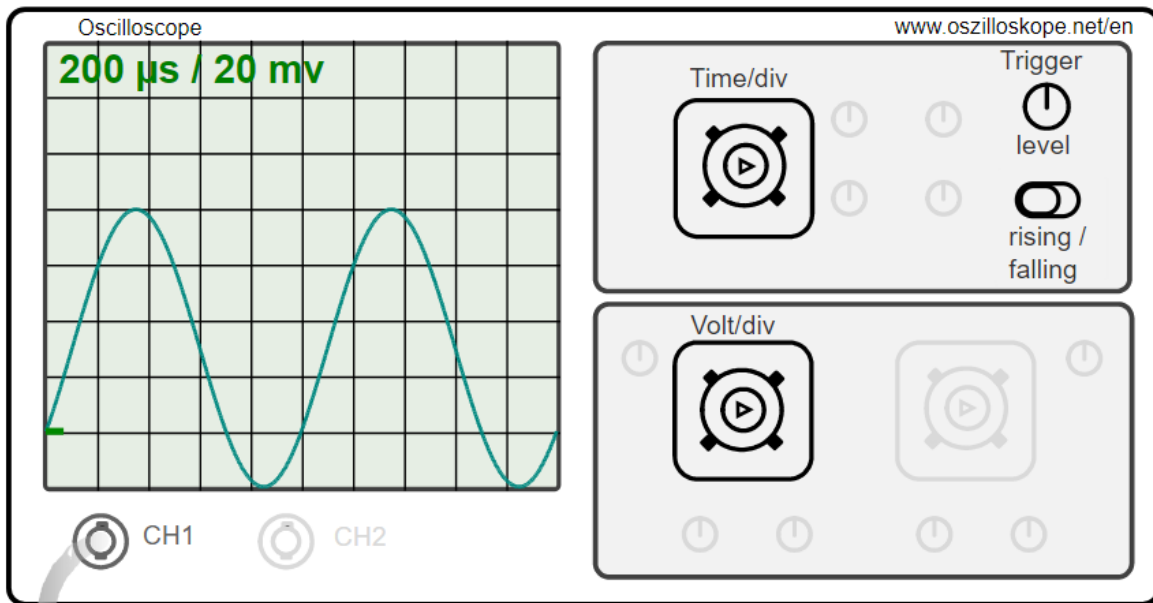 Oscilloscope
www.oszilloskope.net/en
200 µs / 20 mv
Time/div
Trigger
level
rising /
falling
Volt/div
CH1
CH2